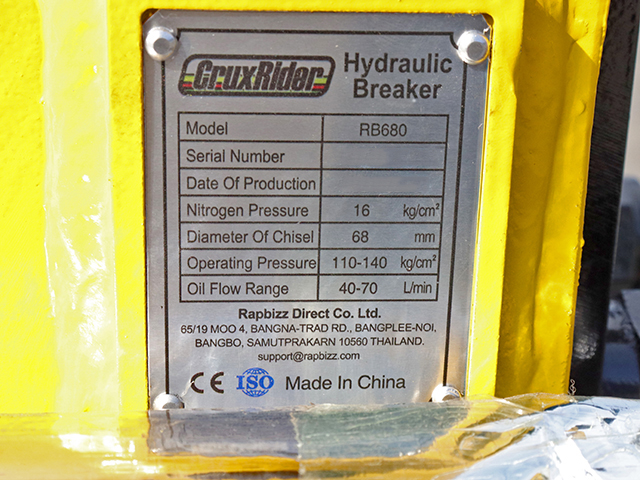 CruxRider
Hydraulic
Breaker
Model RB680
Serial Number
Date Of Production
Nitrogen Pressure 16 kg/cm²
Diameter Of Chisel 68 mm
Operating Pressure 110-140 kg/cm²
Oil Flow Range 40-70 L/min
Rapbizz Direct Co. Ltd.
65/19 MOO 4, BANGNA-TRAD RD., BANGPLEE-NOI,
BANGBO, SAMUTPRAKARN 10560 THAILAND.
support@rapbizz.com
CE ISO Made In China